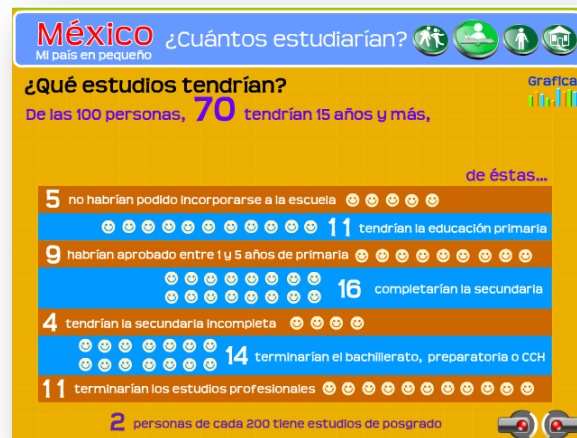 México
Mi país en pequeño
¿Cuántos estudiarían?
¿Qué estudios tendrían?
Grafica
De las 100 personas, 70 tendrían 15 años y más,
de éstas...
5 no habrían podido incorporarse a la escuela
11 tendrían la educación primaria
9 habrían aprobado entre 1 y 5 años de primaria
16 completarían la secundaria
4 tendrían la secundaria incompleta
14 terminarían el bachillerato, preparatoria o CCH
11 terminarían los estudios profesionales
2 personas de cada 200 tiene estudios de posgrado